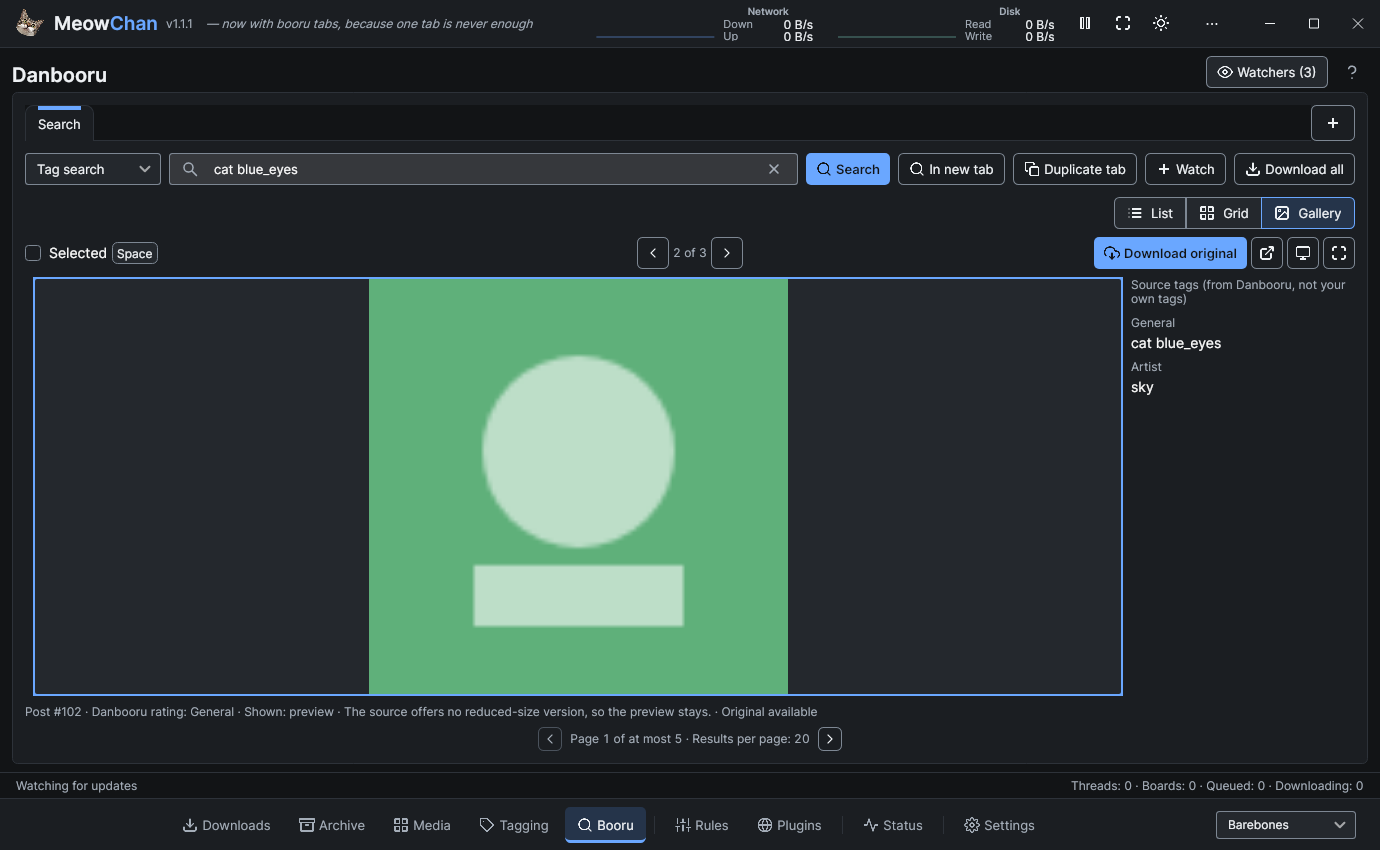 MeowChan v1.1.1 — now with booru tabs, because one tab is never enough
Network
Down 0 B/s
Up 0 B/s
Disk
Read 0 B/s
Write 0 B/s
Danbooru
Watchers (3)
?
Search
Tag search
cat blue_eyes
Search
In new tab
Duplicate tab
Watch
Download all
List
Grid
Gallery
Selected Space
2 of 3
Download original
Source tags (from Danbooru, not your
own tags)
General
cat blue_eyes
Artist
sky
Post #102 · Danbooru rating: General · Shown: preview · The source offers no reduced-size version, so the preview stays. · Original available
Page 1 of at most 5 · Results per page: 20
Watching for updates
Threads: 0 · Boards: 0 · Queued: 0 · Downloading: 0
Downloads
Archive
Media
Tagging
Booru
Rules
Plugins
Status
Settings
Barebones